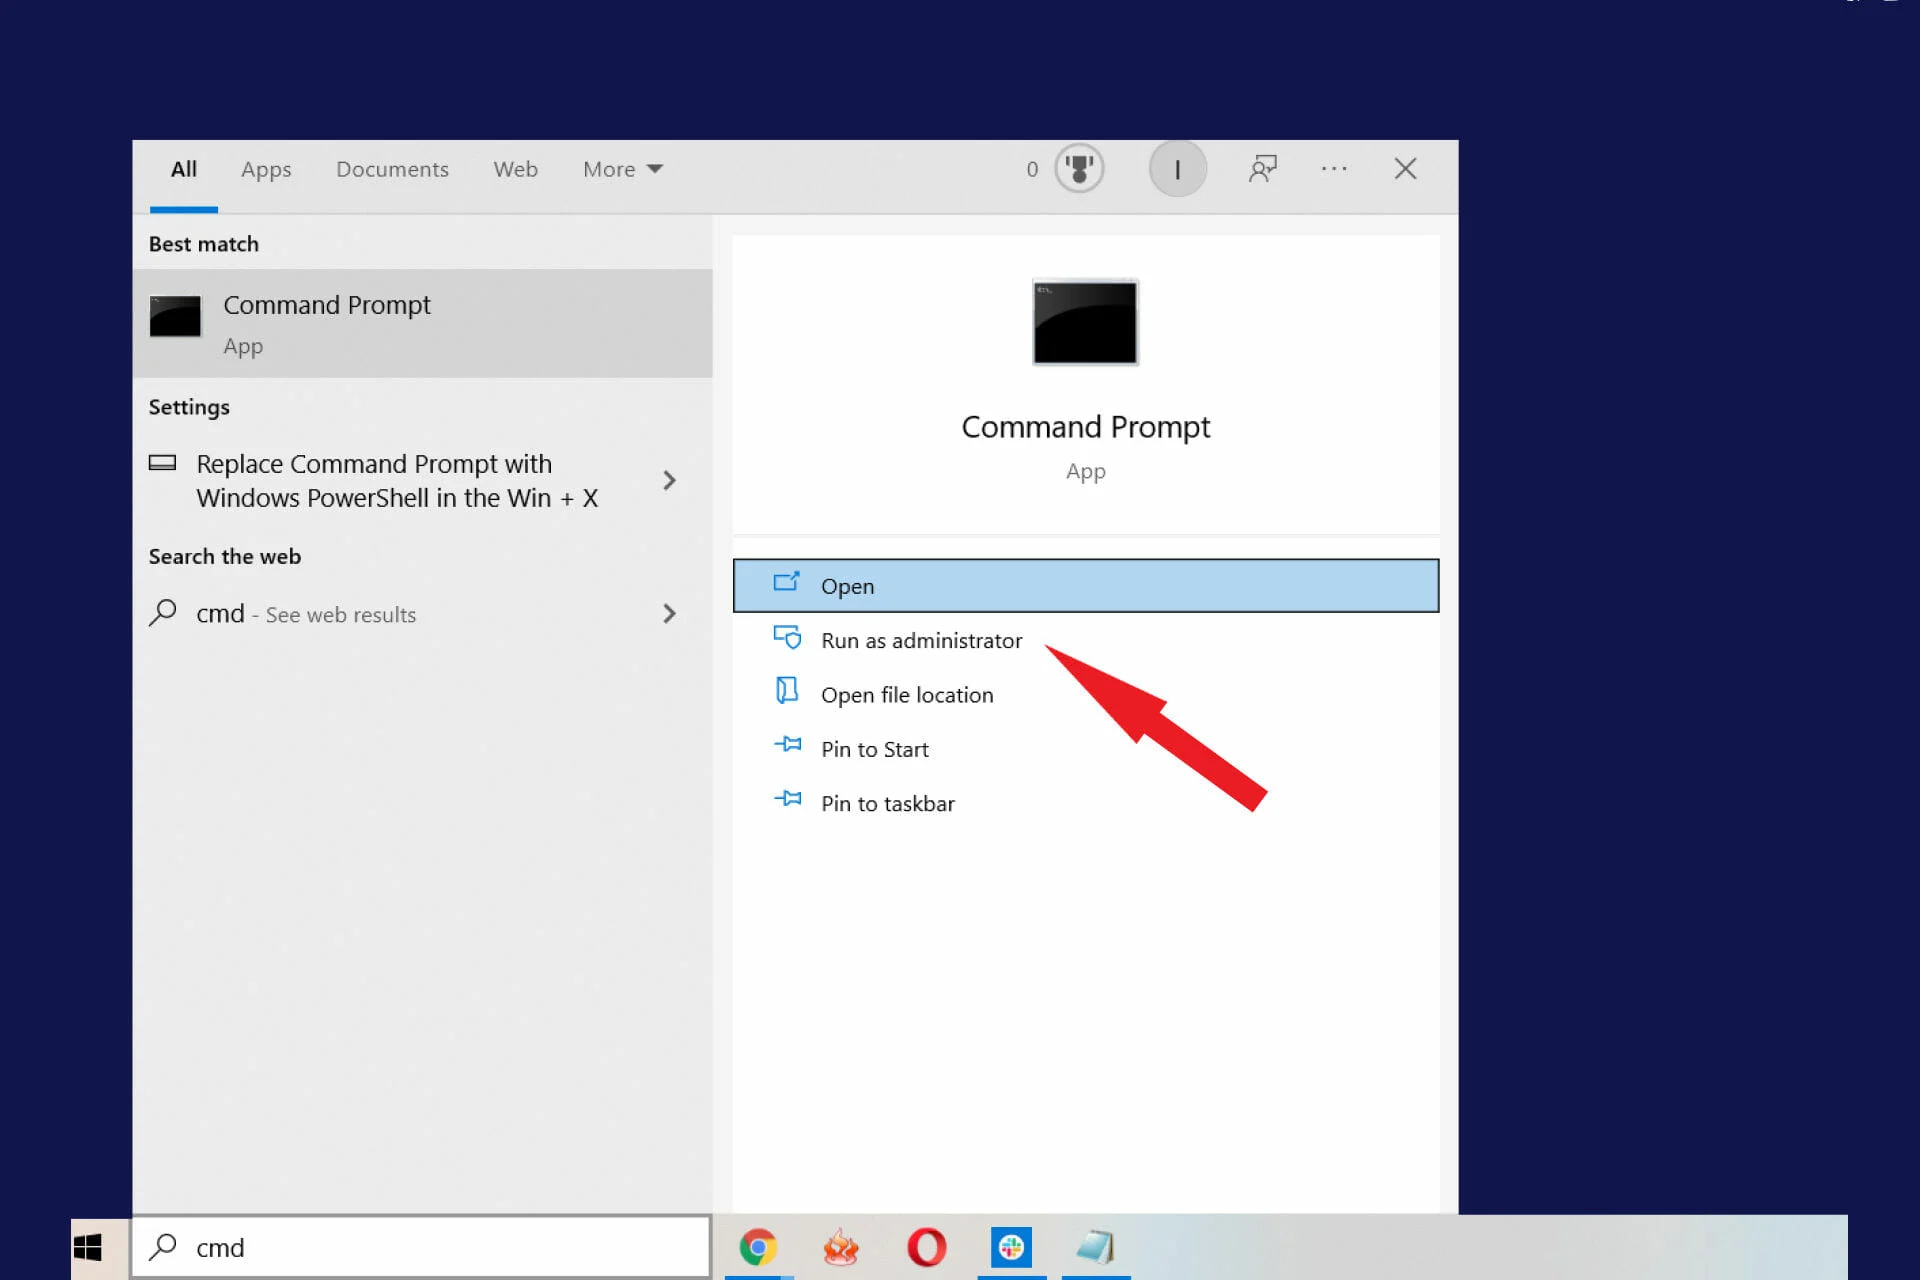 All Apps Documents Web More 0 I ...
Best match
Command Prompt
App
Settings
Replace Command Prompt with
Windows PowerShell in the Win + X
Search the web
cmd - See web results
Command Prompt
App
Open
Run as administrator
Open file location
Pin to Start
Pin to taskbar
cmd